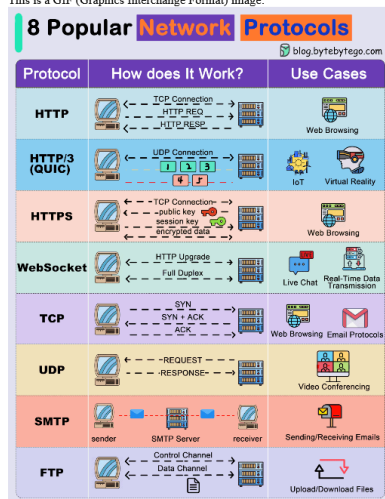 This is a GIF (Graphics Interchange Format) image.
8 Popular Network Protocols
blog.bytebytego.com
Protocol How does It Work? Use Cases
HTTP
TCP Connection
HTTP REQ
HTTP RESP
Web Browsing
HTTP/3
(QUIC)
UDP Connection
1 2 3
4 5
IoT Virtual Reality
HTTPS
TCP Connection
public key
session key
encrypted data
Web Browsing
WebSocket
HTTP Upgrade
Full Duplex
Live Chat
Real-Time Data
Transmission
TCP
SYN
SYN + ACK
ACK
Web Browsing Email Protocols
UDP
REQUEST
RESPONSE
Video Conferencing
SMTP
sender SMTP Server receiver
Sending/Receiving Emails
FTP
Control Channel
Data Channel
Upload/Download Files